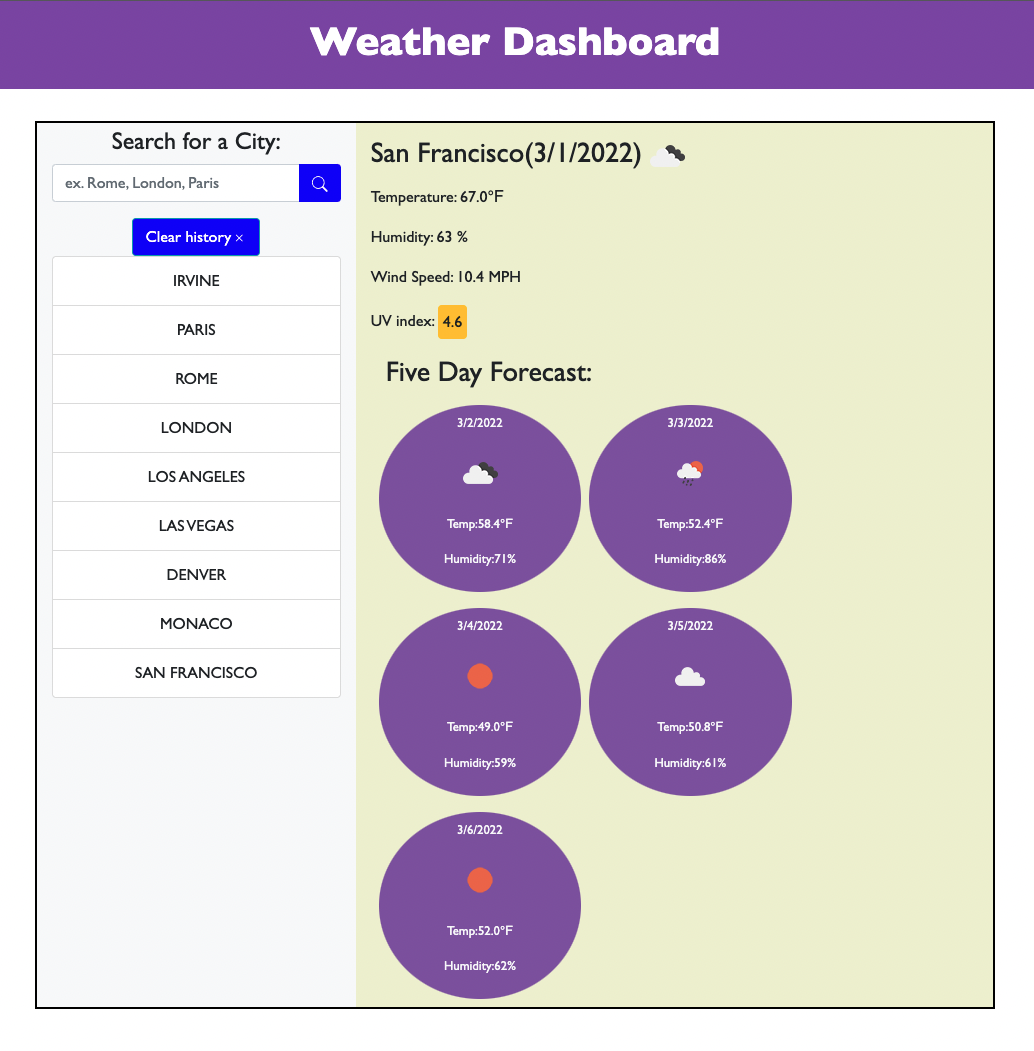 Weather Dashboard
Search for a City:
ex. Rome, London, Paris
Clear history ×
IRVINE
PARIS
ROME
LONDON
LOS ANGELES
LAS VEGAS
DENVER
MONACO
SAN FRANCISCO
San Francisco(3/1/2022)
Temperature: 67.0°F
Humidity: 63 %
Wind Speed: 10.4 MPH
UV index: 4.6
Five Day Forecast:
3/2/2022
Temp:58.4°F
Humidity:71%
3/3/2022
Temp:52.4°F
Humidity:86%
3/4/2022
Temp:49.0°F
Humidity:59%
3/5/2022
Temp:50.8°F
Humidity:61%
3/6/2022
Temp:52.0°F
Humidity:62%